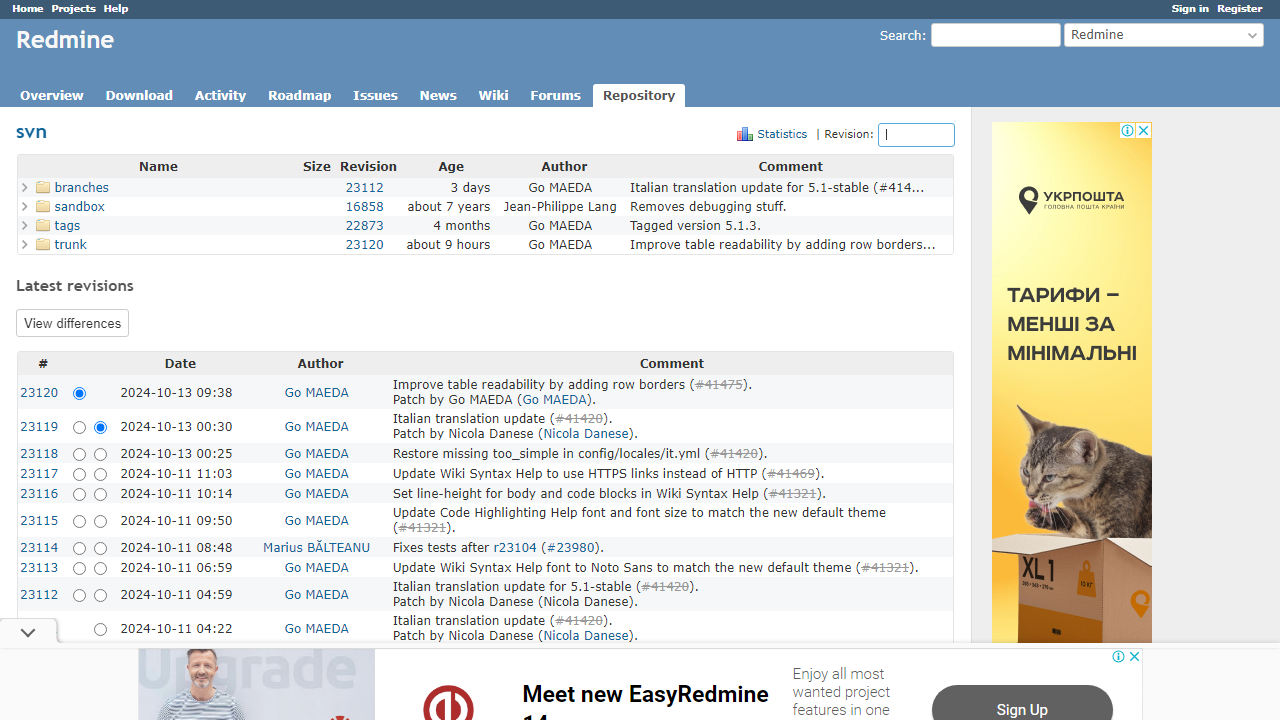 Home Projects Help Sign in Register
Redmine Search: Redmine
Overview Download Activity Roadmap Issues News Wiki Forums Repository
svn Statistics | Revision:
Name Size Revision Age Author Comment
branches 23112 3 days Go MAEDA Italian translation update for 5.1-stable (#414...
sandbox 16858 about 7 years Jean-Philippe Lang Removes debugging stuff.
tags 22873 4 months Go MAEDA Tagged version 5.1.3.
trunk 23120 about 9 hours Go MAEDA Improve table readability by adding row borders...
Latest revisions
View differences
# Date Author Comment
23120 2024-10-13 09:38 Go MAEDA Improve table readability by adding row borders (#41475).
Patch by Go MAEDA (Go MAEDA).
23119 2024-10-13 00:30 Go MAEDA Italian translation update (#41420).
Patch by Nicola Danese (Nicola Danese).
23118 2024-10-13 00:25 Go MAEDA Restore missing too_simple in config/locales/it.yml (#41420).
23117 2024-10-11 11:03 Go MAEDA Update Wiki Syntax Help to use HTTPS links instead of HTTP (#41469).
23116 2024-10-11 10:14 Go MAEDA Set line-height for body and code blocks in Wiki Syntax Help (#41321).
23115 2024-10-11 09:50 Go MAEDA Update Code Highlighting Help font and font size to match the new default theme
(#41321).
23114 2024-10-11 08:48 Marius BĂLTEANU Fixes tests after r23104 (#23980).
23113 2024-10-11 06:59 Go MAEDA Update Wiki Syntax Help font to Noto Sans to match the new default theme (#41321).
23112 2024-10-11 04:59 Go MAEDA Italian translation update for 5.1-stable (#41420).
Patch by Nicola Danese (Nicola Danese).
2024-10-11 04:22 Go MAEDA Italian translation update (#41420).
Patch by Nicola Danese (Nicola Danese).
УКРПОШТА
ГОЛОВНА ПОШТА КРАЇНИ
ТАРИФИ –
МЕНШІ ЗА
МІНІМАЛЬНІ
XL 1
10 КГ
Upgrade
Meet new EasyRedmine
Enjoy all most
wanted project
features in one
Sign Up